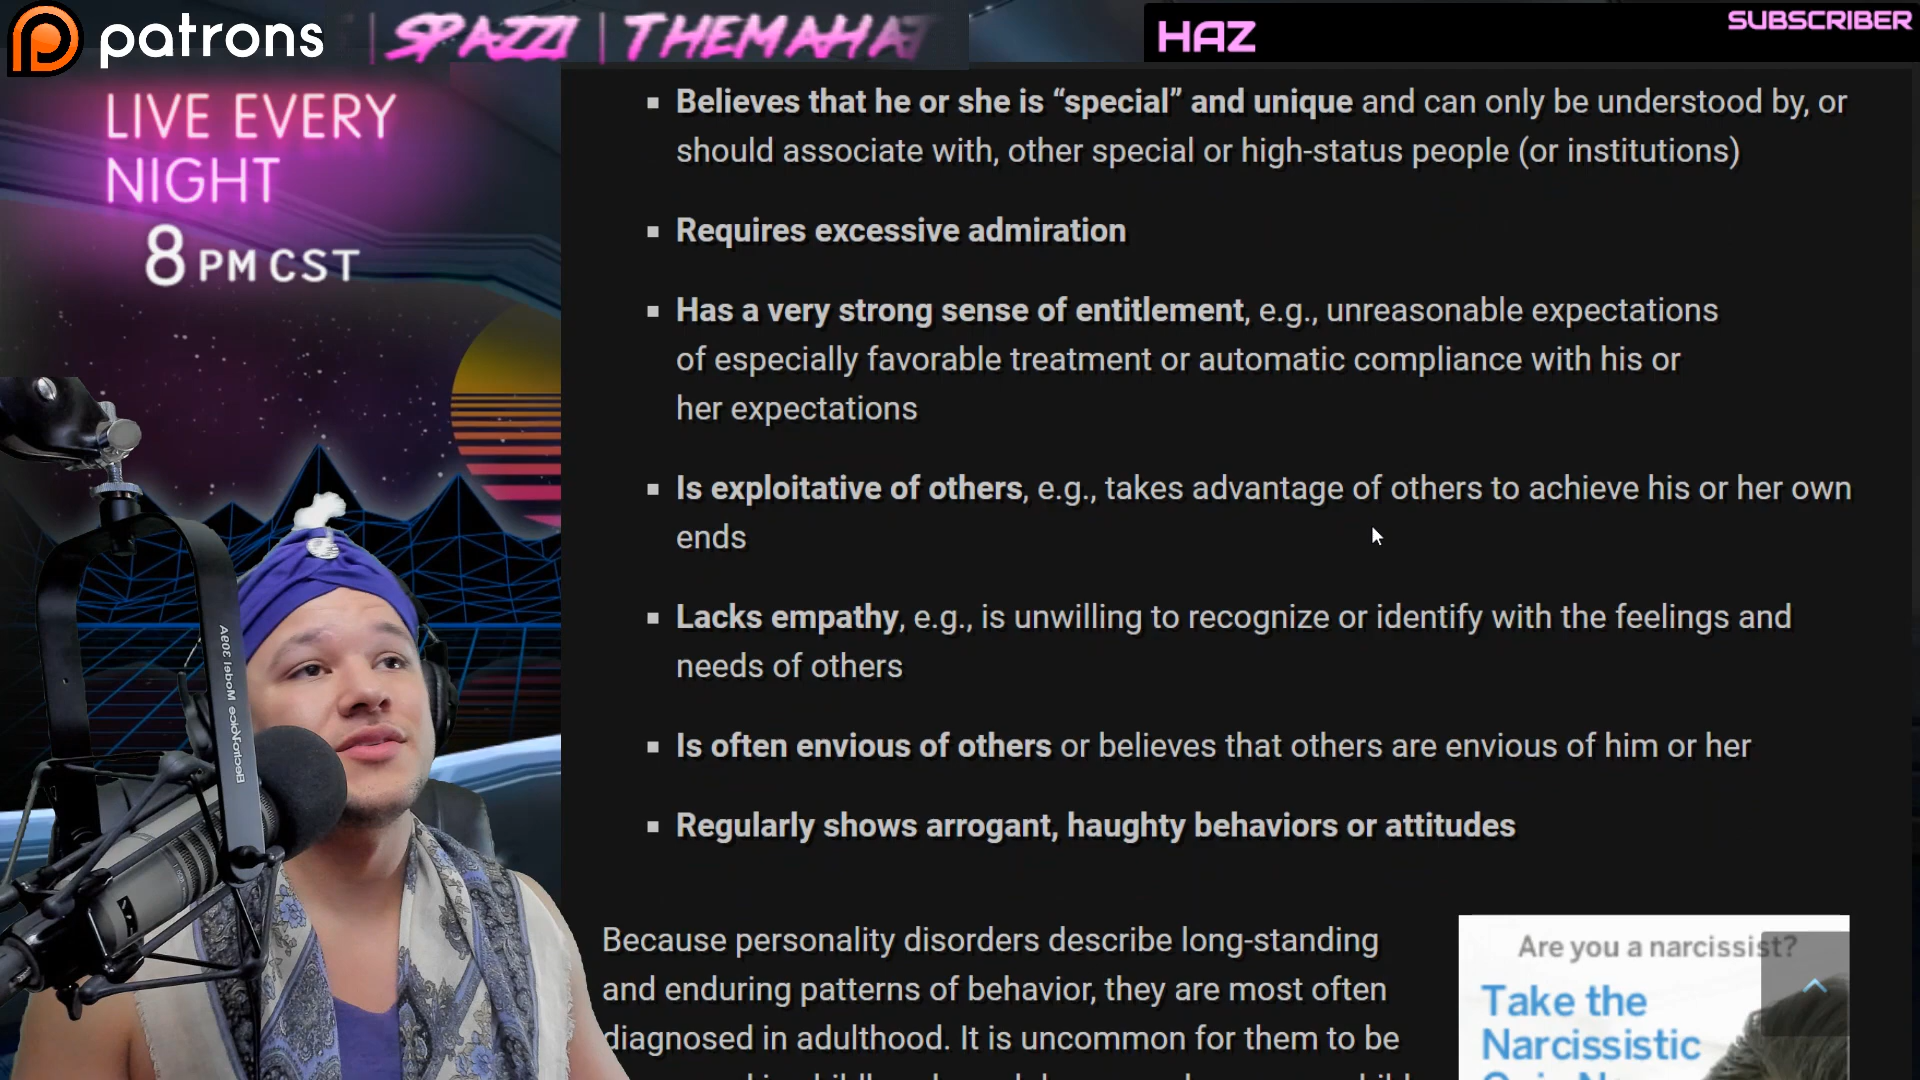 patrons | SPAZZI | THEMAHA
HAZ
SUBSCRIBER
LIVE EVERY
NIGHT
8 PM CST
▪ Believes that he or she is “special” and unique and can only be understood by, or
should associate with, other special or high-status people (or institutions)
▪ Requires excessive admiration
▪ Has a very strong sense of entitlement, e.g., unreasonable expectations
of especially favorable treatment or automatic compliance with his or
her expectations
▪ Is exploitative of others, e.g., takes advantage of others to achieve his or her own
ends
▪ Lacks empathy, e.g., is unwilling to recognize or identify with the feelings and
needs of others
▪ Is often envious of others or believes that others are envious of him or her
▪ Regularly shows arrogant, haughty behaviors or attitudes
Because personality disorders describe long-standing
and enduring patterns of behavior, they are most often
diagnosed in adulthood. It is uncommon for them to be
Are you a narcissist?
Take the
Narcissistic